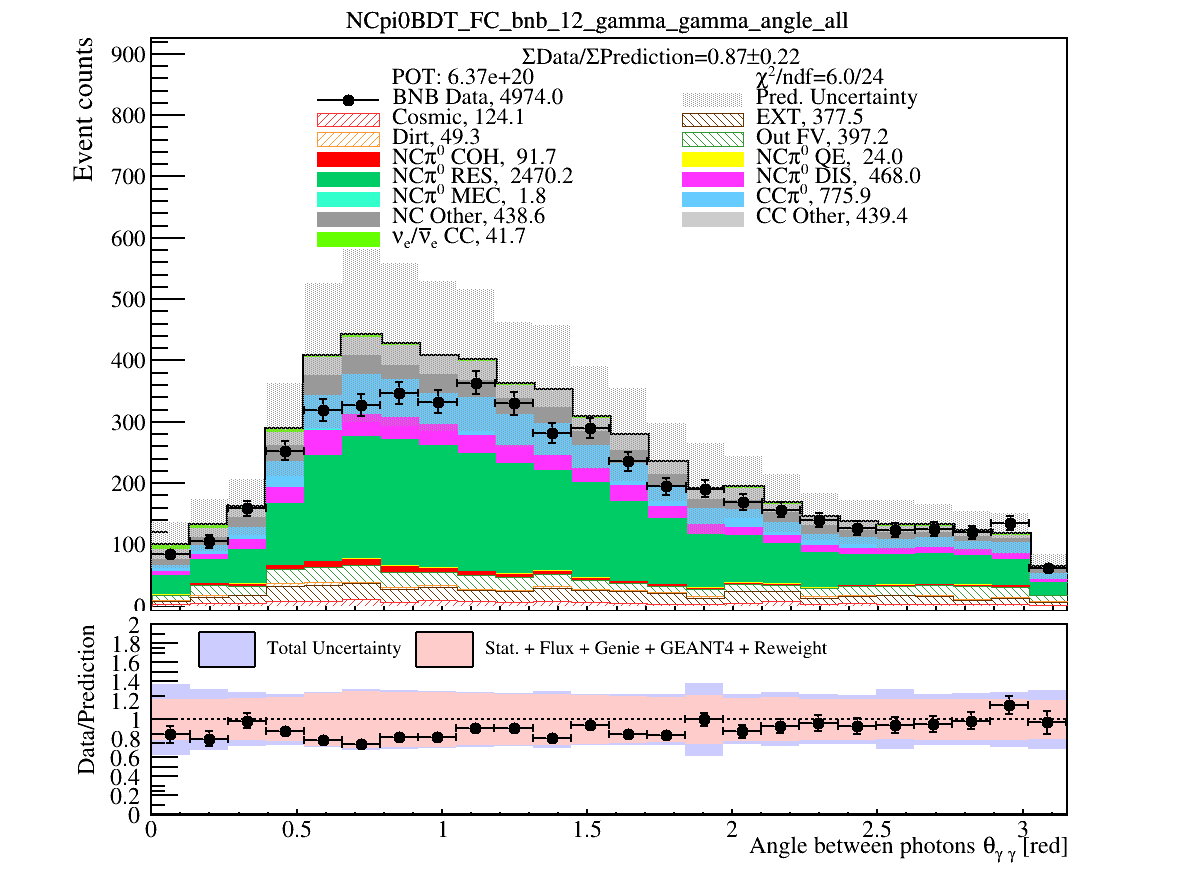 NCpi0BDT_FC_bnb_12_gamma_gamma_angle_all
ΣData/ΣPrediction=0.87±0.22
POT: 6.37e+20
χ²/ndf=6.0/24
BNB Data, 4974.0
Pred. Uncertainty
Cosmic, 124.1
EXT, 377.5
Dirt, 49.3
Out FV, 397.2
NCπ⁰ COH, 91.7
NCπ⁰ QE, 24.0
NCπ⁰ RES, 2470.2
NCπ⁰ DIS, 468.0
NCπ⁰ MEC, 1.8
CCπ⁰, 775.9
NC Other, 438.6
CC Other, 439.4
νₑ/ν̅ₑ CC, 41.7
Event counts
900
800
700
600
500
400
300
200
100
0
Total Uncertainty
Stat. + Flux + Genie + GEANT4 + Reweight
Data/Prediction
2
1.8
1.6
1.4
1.2
1
0.8
0.6
0.4
0.2
0
0 0.5 1 1.5 2 2.5 3
Angle between photons θγ γ [red]